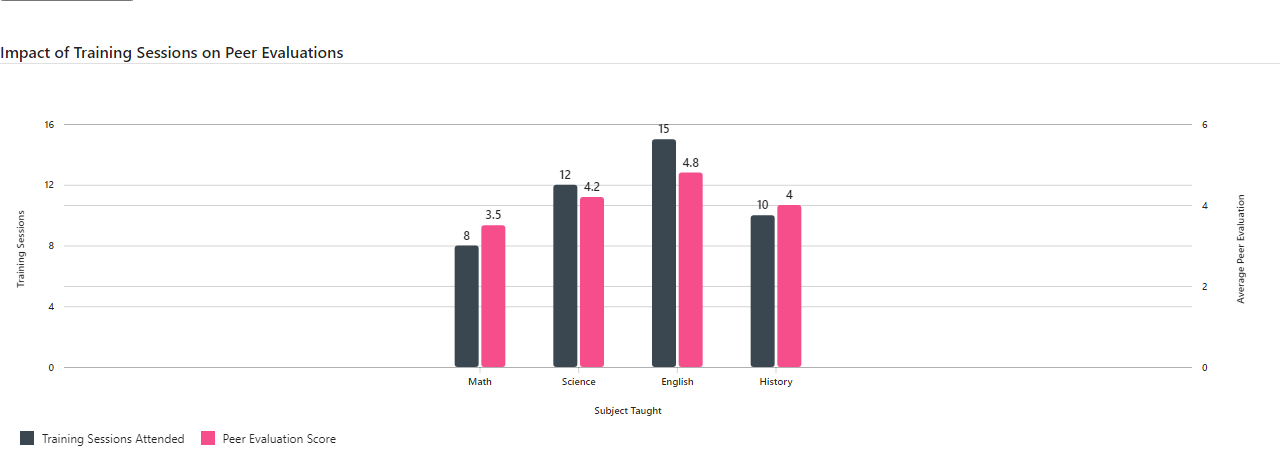 Impact of Training Sessions on Peer Evaluations
16
12
8
4
0
Training Sessions
8
3.5
12
4.2
15
4.8
10
4
6
4
2
0
Average Peer Evaluation
Math
Science
English
History
Subject Taught
Training Sessions Attended
Peer Evaluation Score